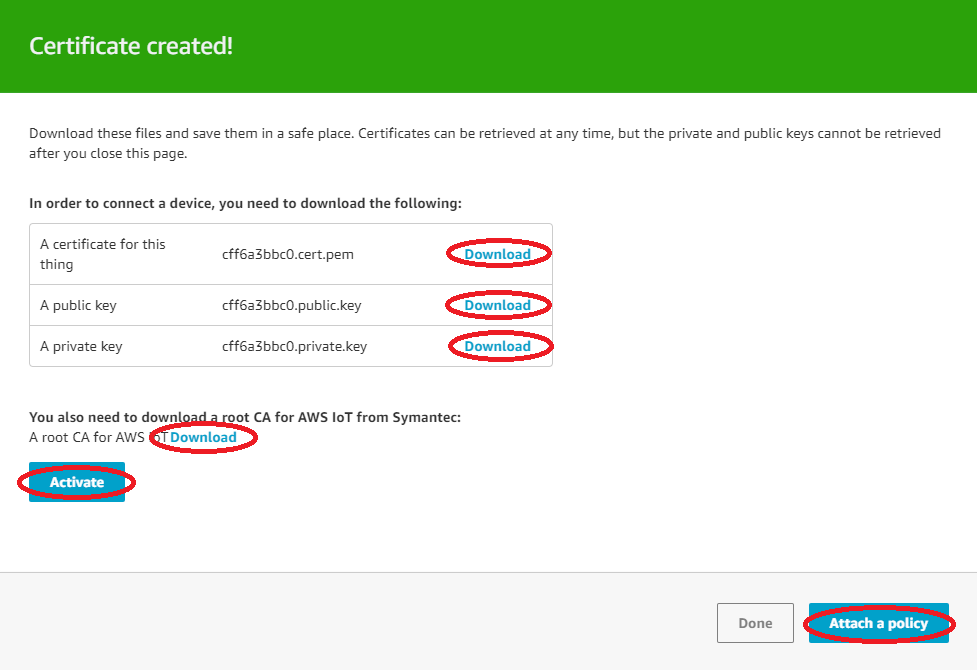 Certificate created!
Download these files and save them in a safe place. Certificates can be retrieved at any time, but the private and public keys cannot be retrieved
after you close this page.
In order to connect a device, you need to download the following:
A certificate for this
thing
cff6a3bbc0.cert.pem
Download
A public key
cff6a3bbc0.public.key
Download
A private key
cff6a3bbc0.private.key
Download
You also need to download a root CA for AWS IoT from Symantec:
A root CA for AWS IoT Download
Activate
Done
Attach a policy